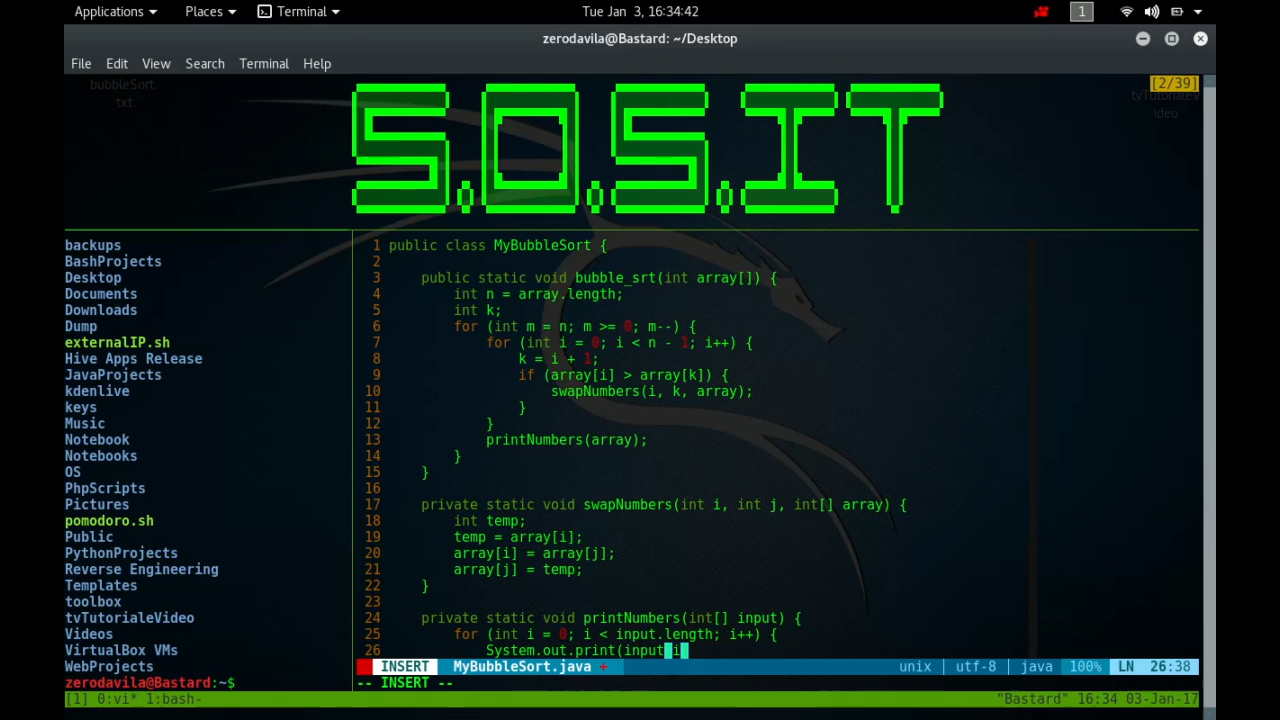 Applications Places Terminal Tue Jan 3, 16:34:42 1
zerodavila@Bastard: ~/Desktop
File Edit View Search Terminal Help
bubbleSort
txt
[2/39]
tvTutorialeV
ideo
S.O.S.IT
backups
BashProjects
Desktop
Documents
Downloads
Dump
externalIP.sh
Hive Apps Release
JavaProjects
kdenlive
keys
Music
Notebook
Notebooks
OS
PhpScripts
Pictures
pomodoro.sh
Public
PythonProjects
Reverse Engineering
Templates
toolbox
tvTutorialeVideo
Videos
VirtualBox VMs
WebProjects
zerodavila@Bastard:~$
1 public class MyBubbleSort {
2
3 public static void bubble_srt(int array[]) {
4 int n = array.length;
5 int k;
6 for (int m = n; m >= 0; m--) {
7 for (int i = 0; i < n - 1; i++) {
8 k = i + 1;
9 if (array[i] > array[k]) {
10 swapNumbers(i, k, array);
11 }
12 }
13 printNumbers(array);
14 }
15 }
16
17 private static void swapNumbers(int i, int j, int[] array) {
18 int temp;
19 temp = array[i];
20 array[i] = array[j];
21 array[j] = temp;
22 }
23
24 private static void printNumbers(int[] input) {
25 for (int i = 0; i < input.length; i++) {
26 System.out.print(input[i]
INSERT MyBubbleSort.java + unix | utf-8 | java 100% LN 26:38
-- INSERT --
[1] 0:vi* 1:bash- "Bastard" 16:34 03-Jan-17